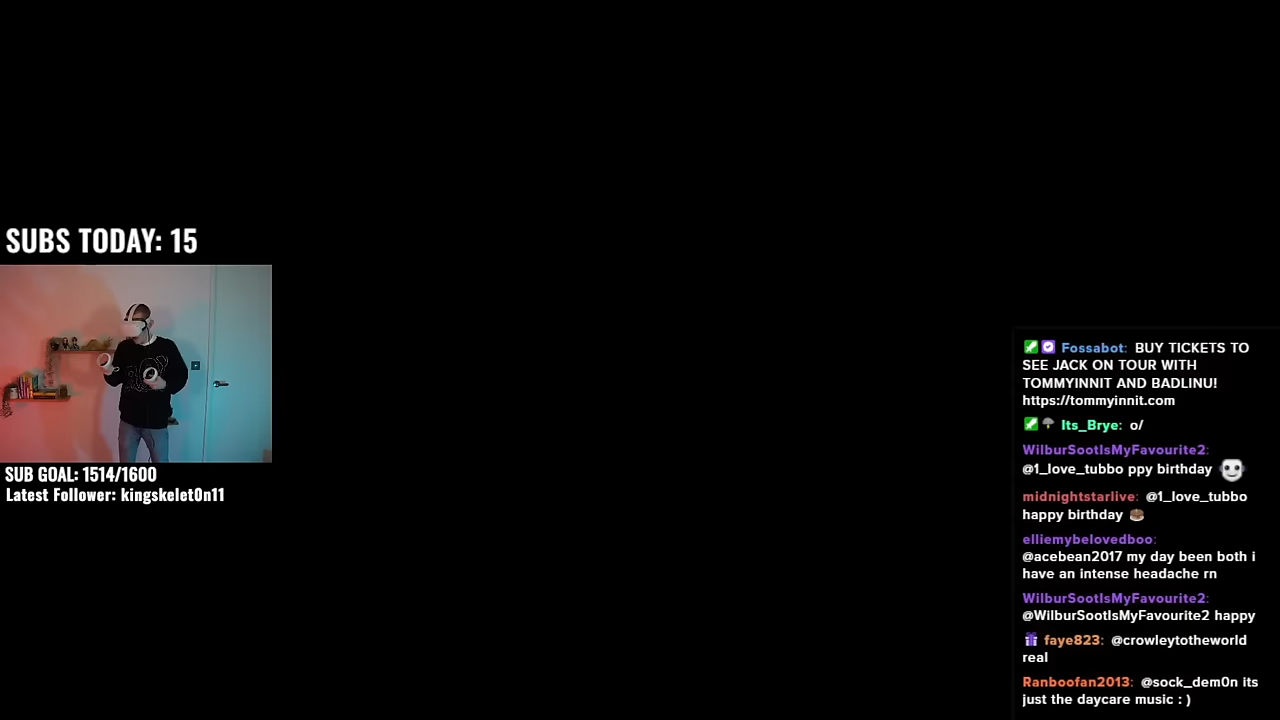 SUBS TODAY: 15
SUB GOAL: 1514/1600
Latest Follower: kingskelet0n11
Fossabot: BUY TICKETS TO
SEE JACK ON TOUR WITH
TOMMYINNIT AND BADLINU!
https://tommyinnit.com
Its_Brye: o/
WilburSootIsMyFavourite2:
@1_love_tubbo ppy birthday
midnightstarlive: @1_love_tubbo
happy birthday
elliemybelovedboo:
@acebean2017 my day been both i
have an intense headache rn
WilburSootIsMyFavourite2:
@WilburSootIsMyFavourite2 happy
faye823: @crowleytotheworld
real
Ranboofan2013: @sock_dem0n its
just the daycare music : )